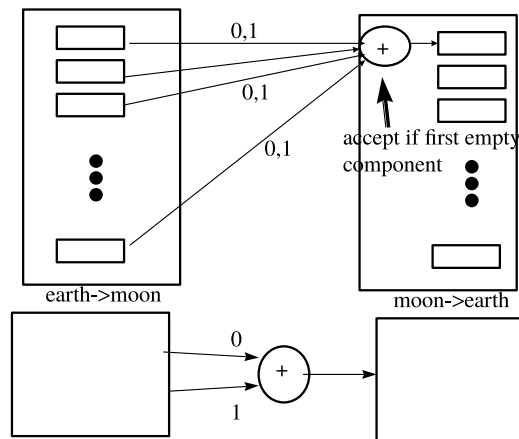 0,1
+
0,1
0,1
accept if first empty
component
earth->moon
moon->earth
0
+
1